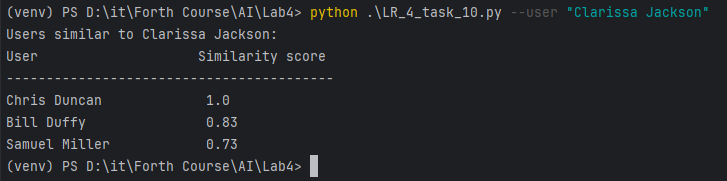 (venv) PS D:\it\Forth Course\AI\Lab4> python .\LR_4_task_10.py --user "Clarissa Jackson"
Users similar to Clarissa Jackson:
User                    Similarity score
-----------------------------------------
Chris Duncan             1.0
Bill Duffy               0.83
Samuel Miller            0.73
(venv) PS D:\it\Forth Course\AI\Lab4>